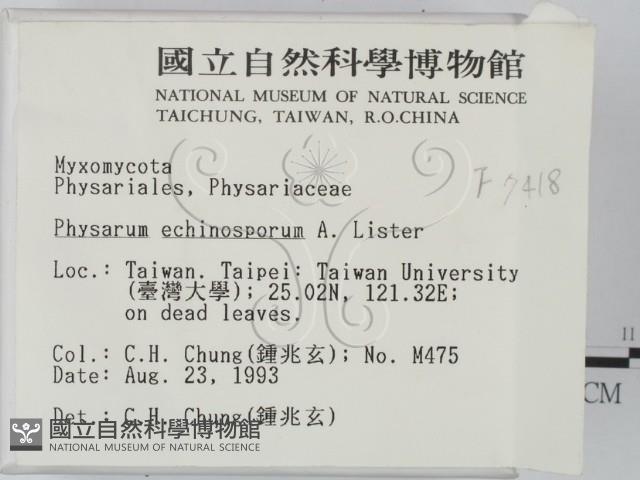 國立自然科學博物館
NATIONAL MUSEUM OF NATURAL SCIENCE
TAICHUNG, TAIWAN, R.O.CHINA
Myxomycota
Physariales, Physariaceae
F7418
Physarum echinosporum A. Lister
Loc.: Taiwan. Taipei: Taiwan University
(臺灣大學); 25.02N, 121.32E;
on dead leaves.
Col.: C.H. Chung(鍾兆玄); No. M475
Date: Aug. 23, 1993
Det.: C.H. Chung(鍾兆玄)
國立自然科學博物館
NATIONAL MUSEUM OF NATURAL SCIENCE
11
CM